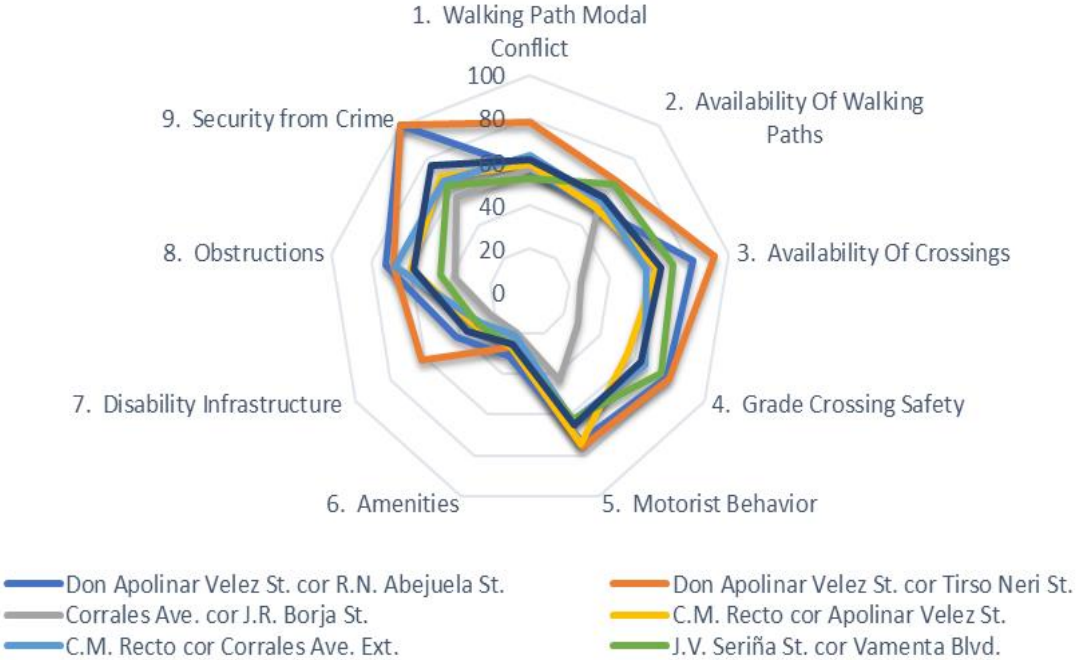 1. Walking Path Modal
Conflict
100
2. Availability Of Walking
Paths
9. Security from Crime
80
60
40
8. Obstructions
20
3. Availability Of Crossings
0
7. Disability Infrastructure
4. Grade Crossing Safety
6. Amenities
5. Motorist Behavior
Don Apolinar Velez St. cor R.N. Abejuela St.
Don Apolinar Velez St. cor Tirso Neri St.
Corrales Ave. cor J.R. Borja St.
C.M. Recto cor Apolinar Velez St.
C.M. Recto cor Corrales Ave. Ext.
J.V. Seriña St. cor Vamenta Blvd.